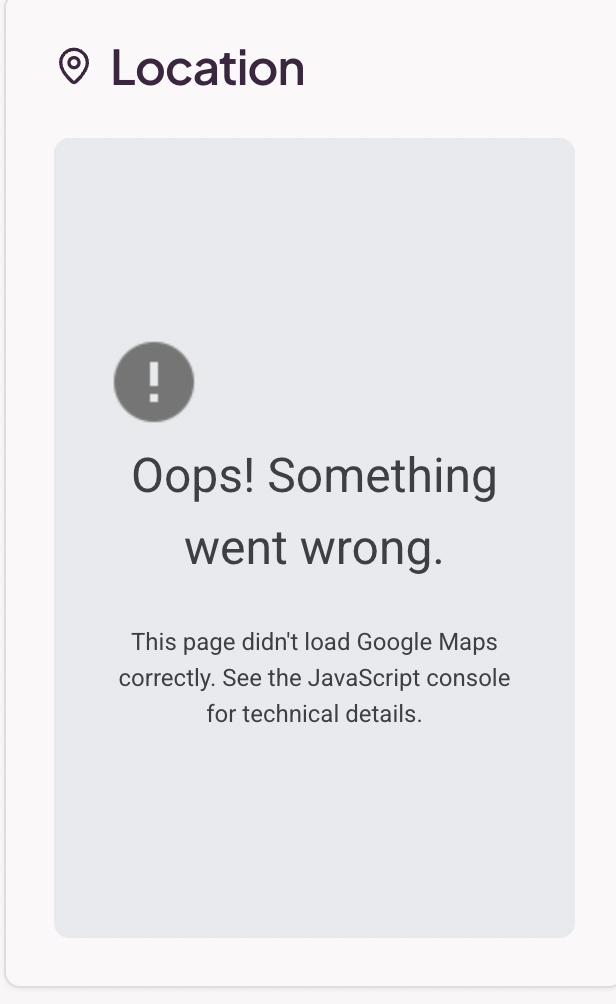 Location
!
Oops! Something
went wrong.
This page didn't load Google Maps
correctly. See the JavaScript console
for technical details.